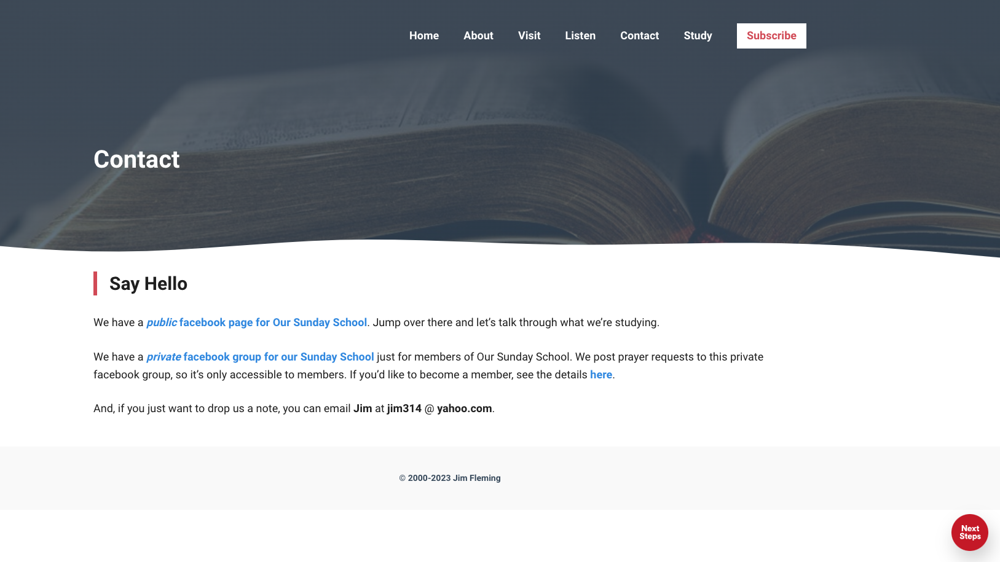 Home About Visit Listen Contact Study Subscribe
Contact
Say Hello
We have a public facebook page for Our Sunday School. Jump over there and let’s talk through what we’re studying.
We have a private facebook group for our Sunday School just for members of Our Sunday School. We post prayer requests to this private
facebook group, so it’s only accessible to members. If you’d like to become a member, see the details here.
And, if you just want to drop us a note, you can email Jim at jim314 @ yahoo.com.
© 2000-2023 Jim Fleming
Next
Steps